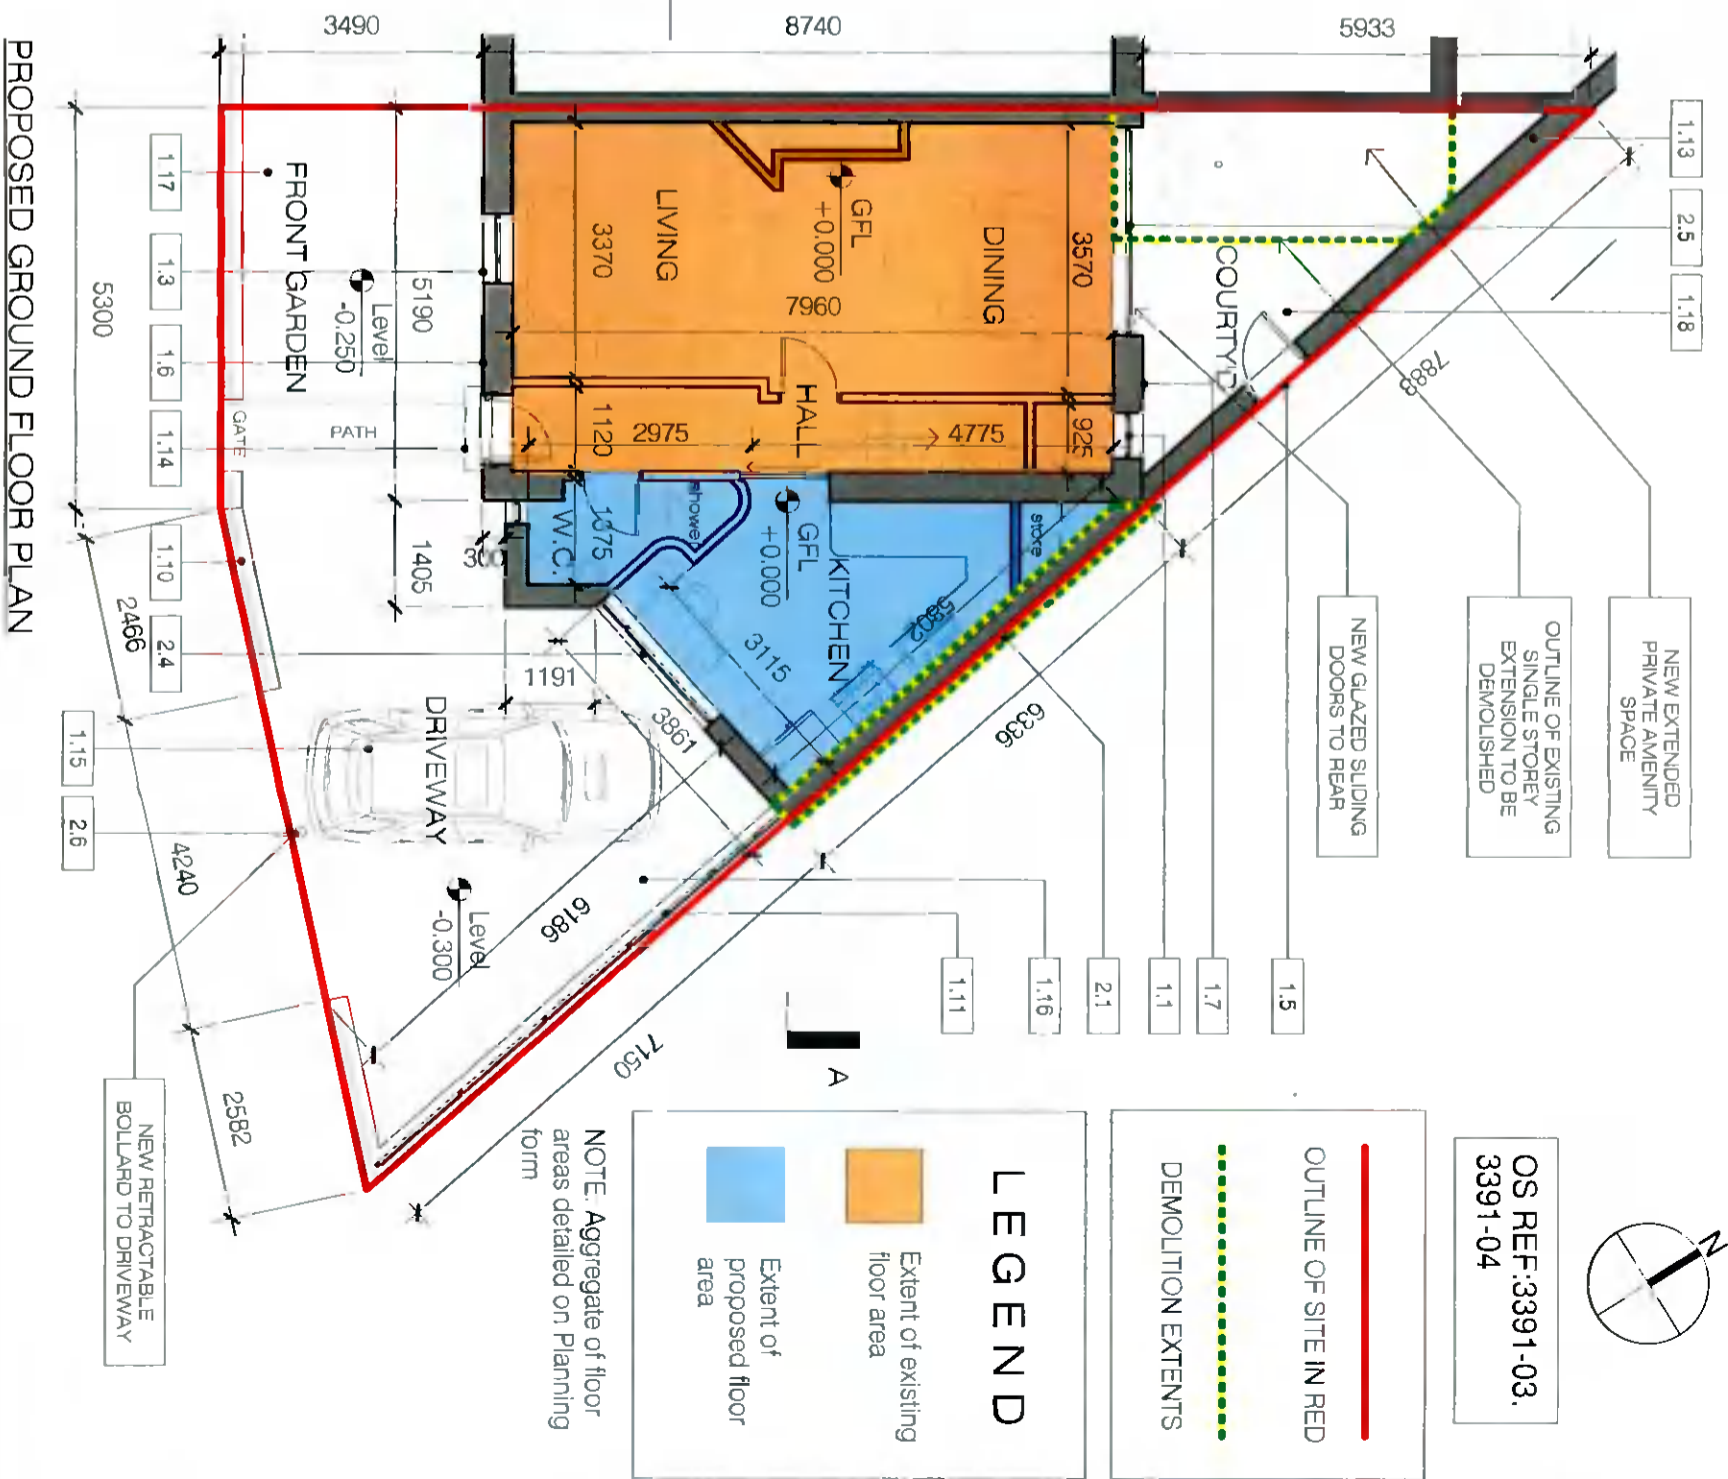 3490
8740
5933
PROPOSED GROUND FLOOR PLAN
5300
1.17
1.3
1.6
1.14
1.10
2.4
1.15
2.6
2466
4240
2582
FRONT GARDEN
Level
-0.250
5190
GATE
PATH
1405
300
LIVING
3370
GFL
+0.000
7960
DINING
3570
HALL
1120
2975
4775
925
COURTY'D
W.C.
1375
shower
GFL
+0.000
KITCHEN
store
5802
3115
1191
3861
DRIVEWAY
Level
-0.300
6186
6336
7150
7888
1.13
2.5
1.18
NEW EXTENDED
PRIVATE AMENITY
SPACE
OUTLINE OF EXISTING
SINGLE STOREY
EXTENSION TO BE
DEMOLISHED
NEW GLAZED SLIDING
DOORS TO REAR
1.11
1.16
2.1
1.1
1.7
1.5
A
NEW RETRACTABLE
BOLLARD TO DRIVEWAY
N
OS REF:3391-03.
3391-04
OUTLINE OF SITE IN RED
DEMOLITION EXTENTS
LEGEND
Extent of existing
floor area
Extent of
proposed floor
area
NOTE: Aggregate of floor
areas detailed on Planning
form